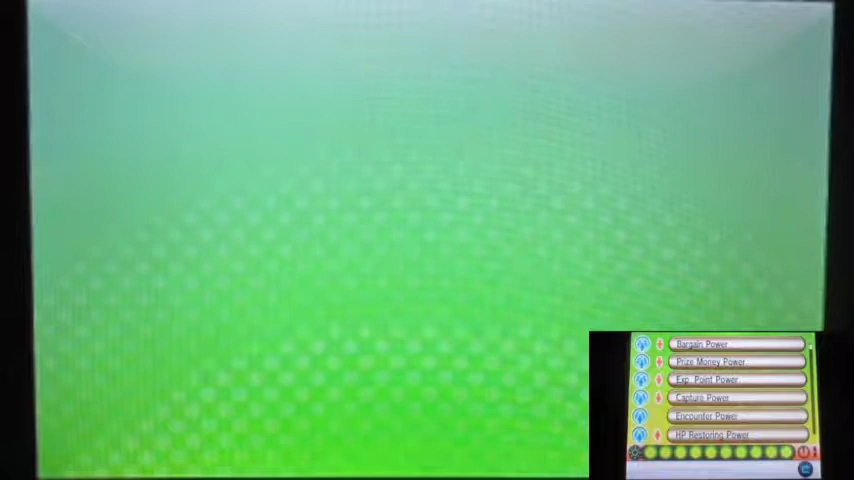 Bargain Power
Prize Money Power
Exp. Point Power
Capture Power
Encounter Power
HP Restoring Power